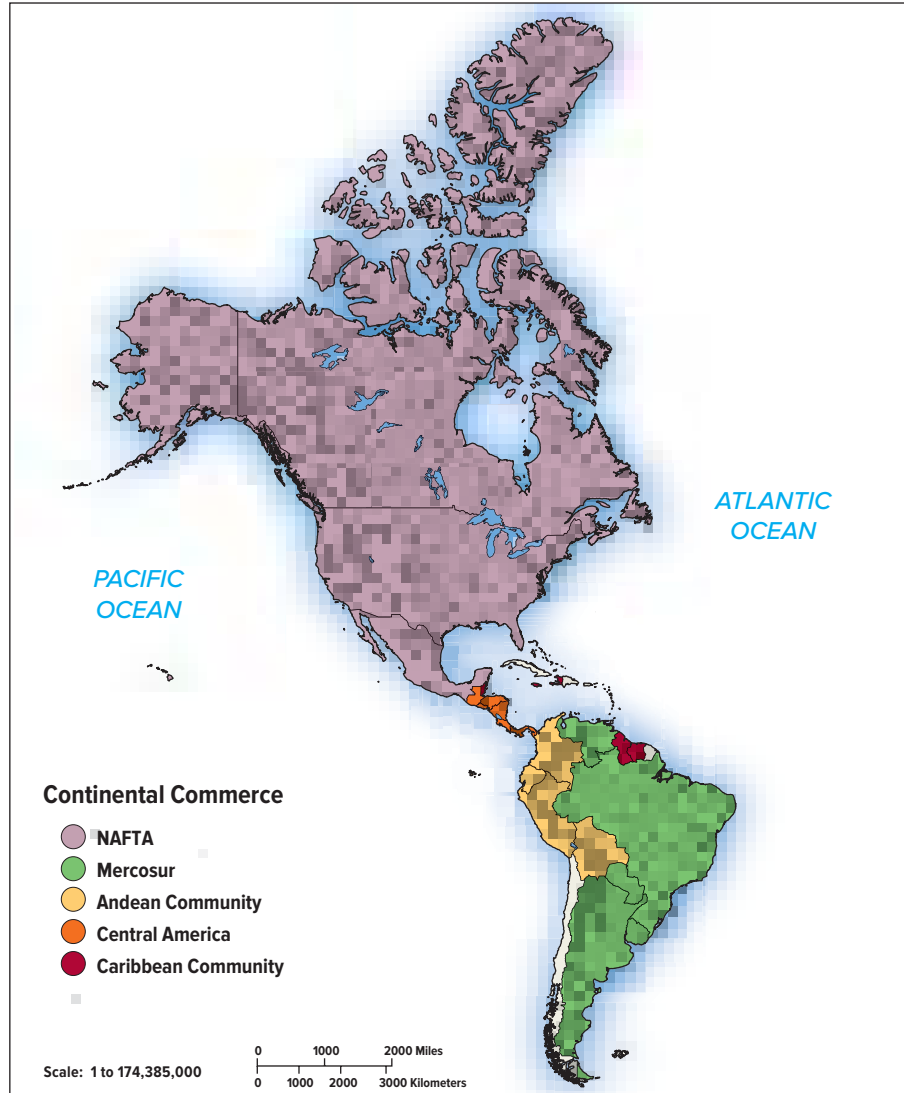 ATLANTIC
OCEAN
PACIFIC
OCEAN
Continental Commerce
NAFTA
Mercosur
Andean Community
Central America
Caribbean Community
Scale: 1 to 174,385,000
0 1000 2000 Miles
0 1000 2000 3000 Kilometers